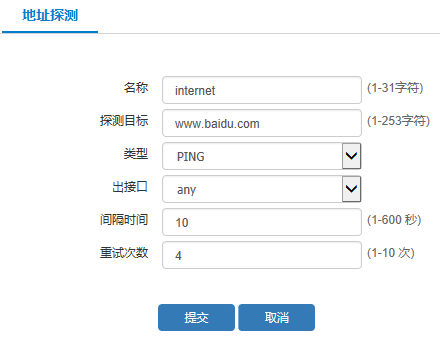 地址探测
名称 internet (1-31字符)
探测目标 www.baidu.com (1-253字符)
类型 PING
出接口 any
间隔时间 10 (1-600 秒)
重试次数 4 (1-10 次)
提交 取消